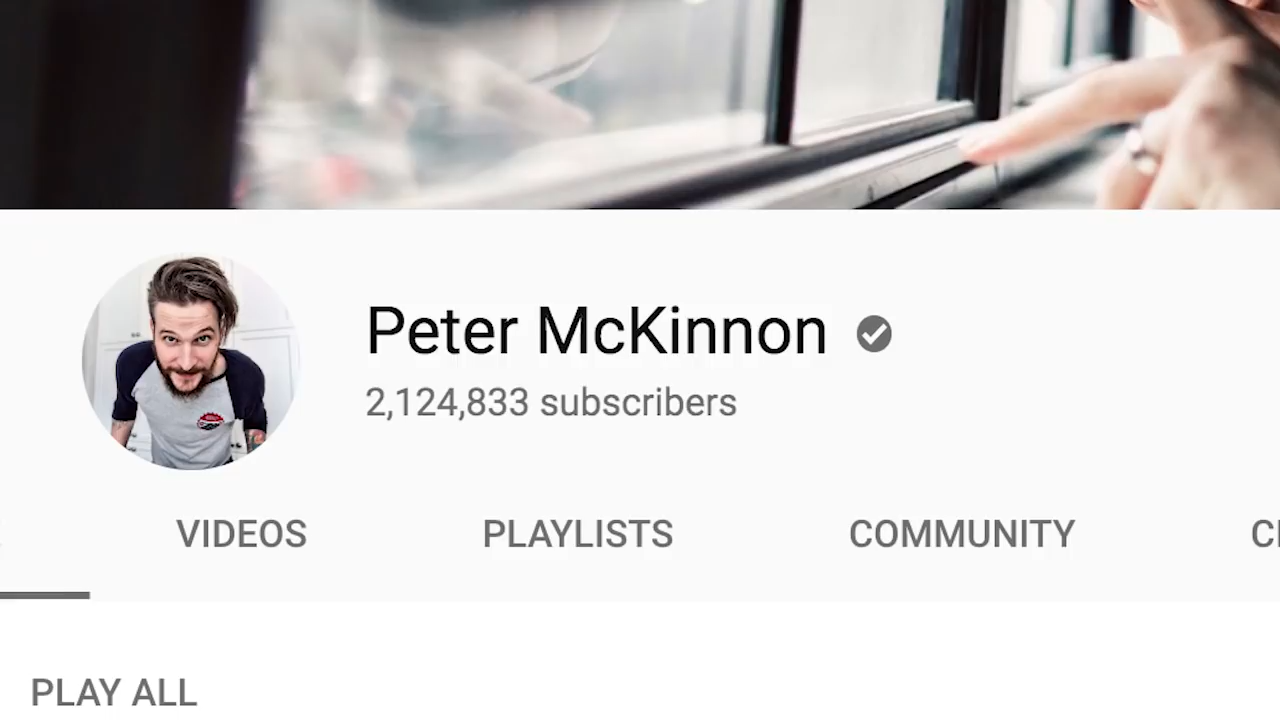 Peter McKinnon
2,124,833 subscribers
VIDEOS PLAYLISTS COMMUNITY
PLAY ALL